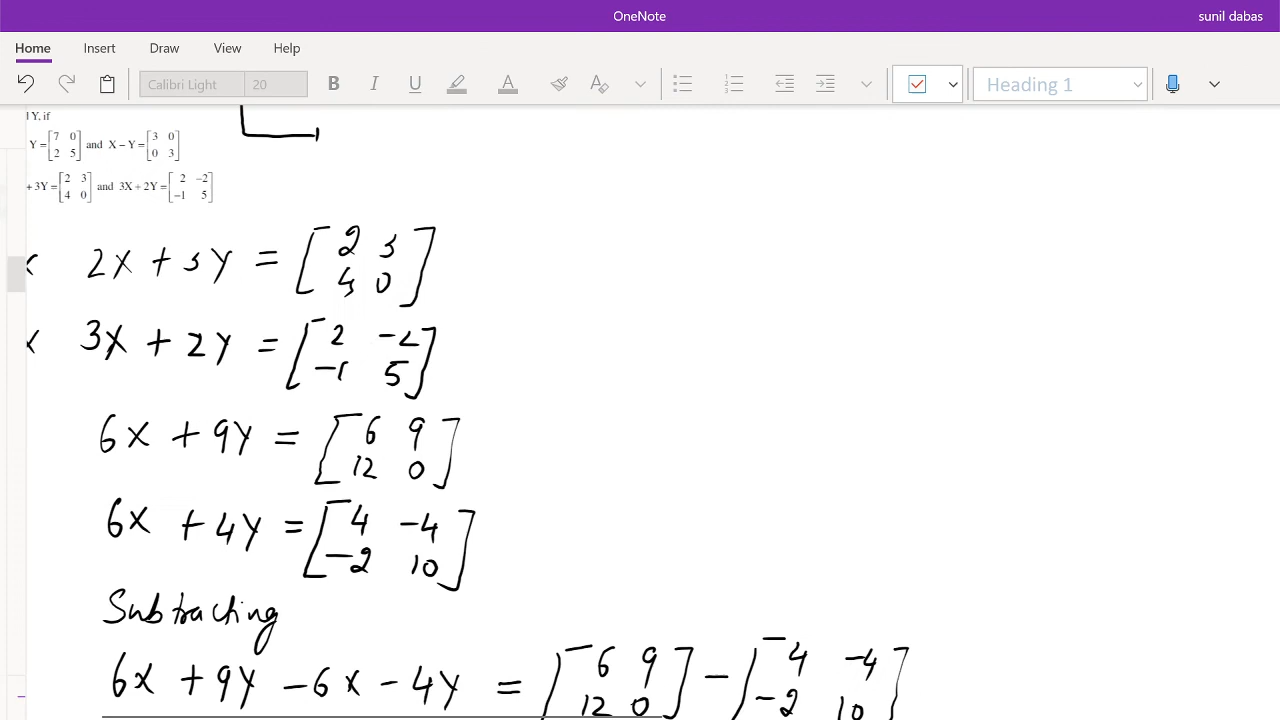 OneNote
sunil dabas
Home Insert Draw View Help
Calibri Light 20 B I U A A Heading 1
l Y, if
Y = [7 0; 2 5] and X – Y = [3 0; 0 3]
+ 3Y = [2 3; 4 0] and 3X + 2Y = [2 –2; –1 5]
x 2X + 3Y = [2 3; 4 0]
x 3X + 2Y = [2 -2; -1 5]
6X + 9Y = [6 9; 12 0]
6X + 4Y = [4 -4; -2 10]
Subtracting
6X + 9Y - 6X - 4Y = [6 9; 12 0] - [4 -4; -2 10]